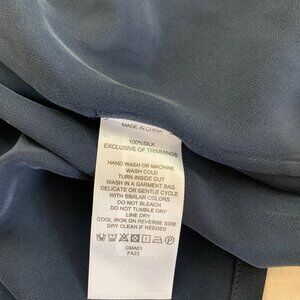 MADE IN CHINA
100%SILK
EXCLUSIVE OF TRIMMINGS
HAND WASH OR MACHINE
WASH COLD
TURN INSIDE OUT
WASH IN A GARMENT BAG
DELICATE OR GENTLE CYCLE
WITH SIMILAR COLORS
DO NOT BLEACH
DO NOT TUMBLE DRY
LINE DRY
COOL IRON ON REVERSE SIDE
DRY CLEAN IF NEEDED
CMA01
FA23